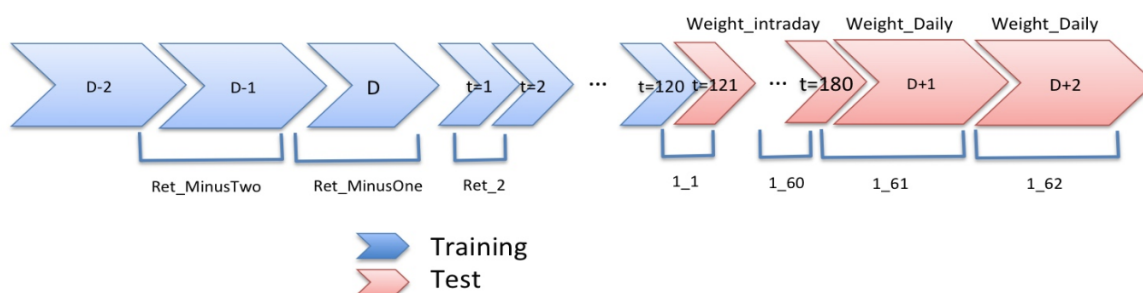 Weight_intraday Weight_Daily Weight_Daily
D-2 D-1 D t=1 t=2 ... t=120 t=121 ... t=180 D+1 D+2
Ret_MinusTwo Ret_MinusOne Ret_2 1_1 1_60 1_61 1_62
Training
Test